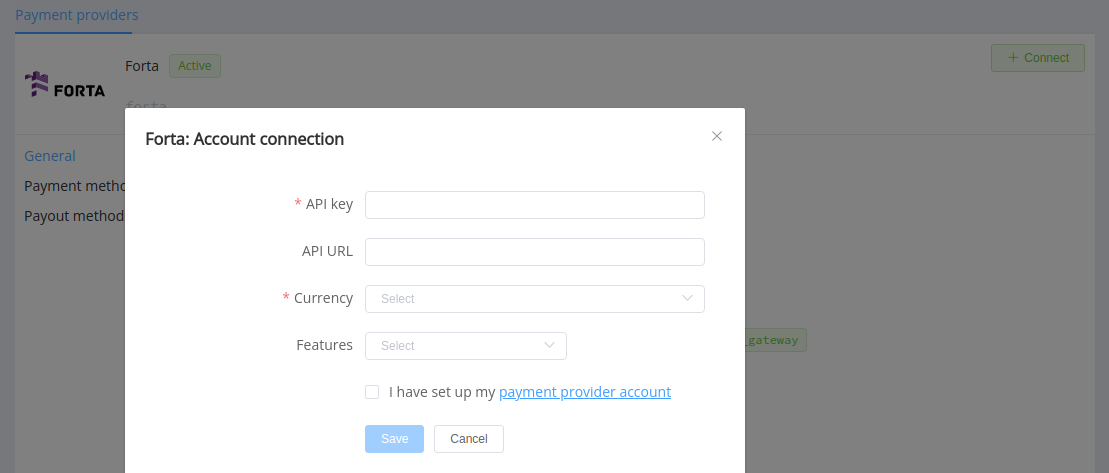 Payment providers
FORTA
Forta
Active
+ Connect
forta
Forta: Account connection
General
Payment metho
Payout method
* API key
API URL
* Currency
Select
Features
Select
_gateway
I have set up my payment provider account
Save
Cancel